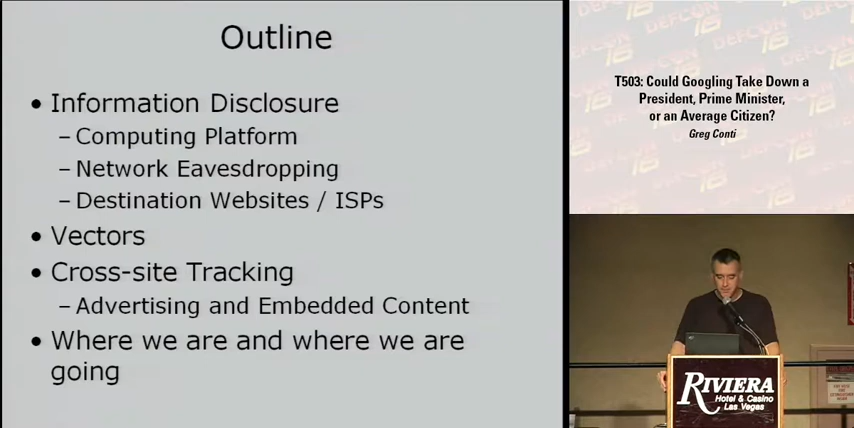 Outline
• Information Disclosure
– Computing Platform
– Network Eavesdropping
– Destination Websites / ISPs
• Vectors
• Cross-site Tracking
– Advertising and Embedded Content
• Where we are and where we are
going
DEFCON 16
T503: Could Googling Take Down a
President, Prime Minister,
or an Average Citizen?
Greg Conti
RIVIERA
Hotel & Casino
Las Vegas